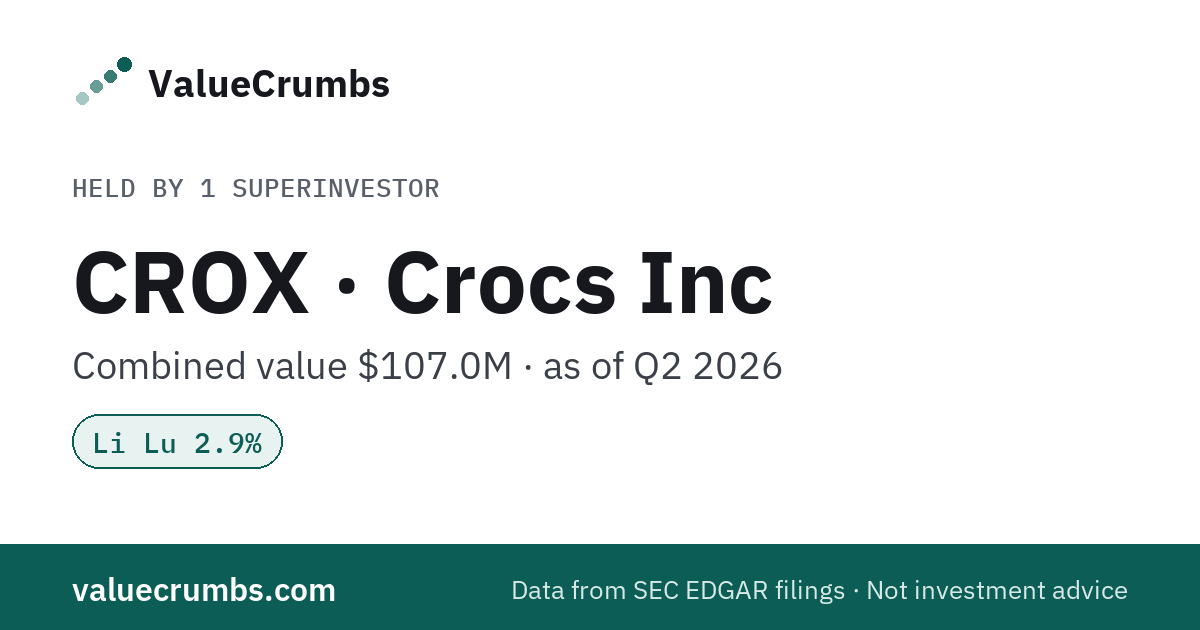 ValueCrumbs
HELD BY 1 SUPERINVESTOR
CROX · Crocs Inc
Combined value $107.0M · as of Q2 2026
Li Lu 2.9%
valuecrumbs.com
Data from SEC EDGAR filings · Not investment advice